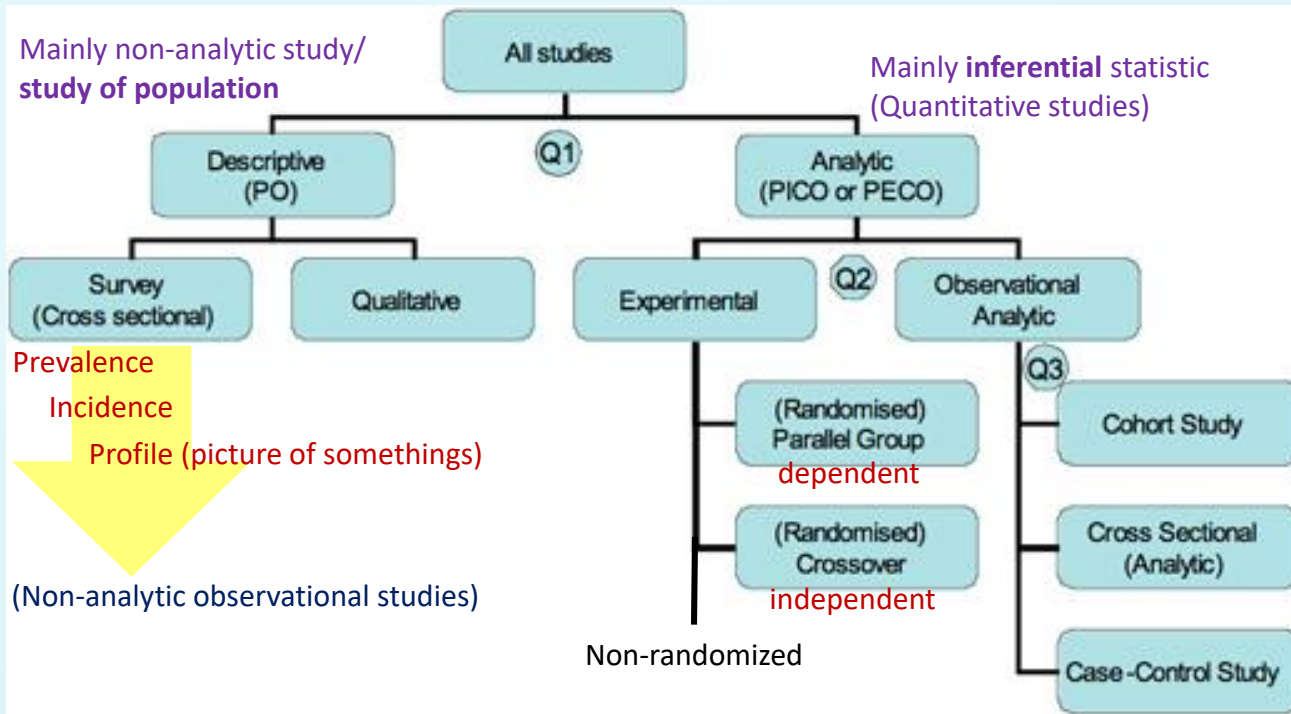 Mainly non-analytic study/
study of population
All studies
Mainly inferential statistic
(Quantitative studies)
Q1
Descriptive
(PO)
Analytic
(PICO or PECO)
Survey
(Cross sectional)
Qualitative
Experimental
Q2
Observational
Analytic
Prevalence
Incidence
Profile (picture of somethings)
(Non-analytic observational studies)
Q3
(Randomised)
Parallel Group
dependent
Cohort Study
(Randomised)
Crossover
independent
Cross Sectional
(Analytic)
Non-randomized
Case-Control Study